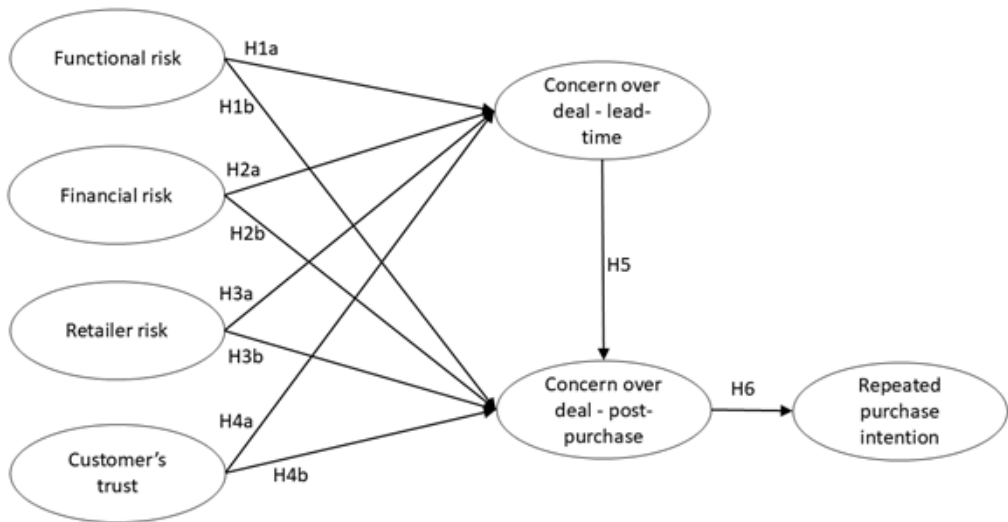 Functional risk
H1a
H1b
Concern over
deal - lead-
time
Financial risk
H2a
H2b
H5
Retailer risk
H3a
H3b
Customer's
trust
H4a
H4b
Concern over
deal - post-
purchase
H6
Repeated
purchase
intention